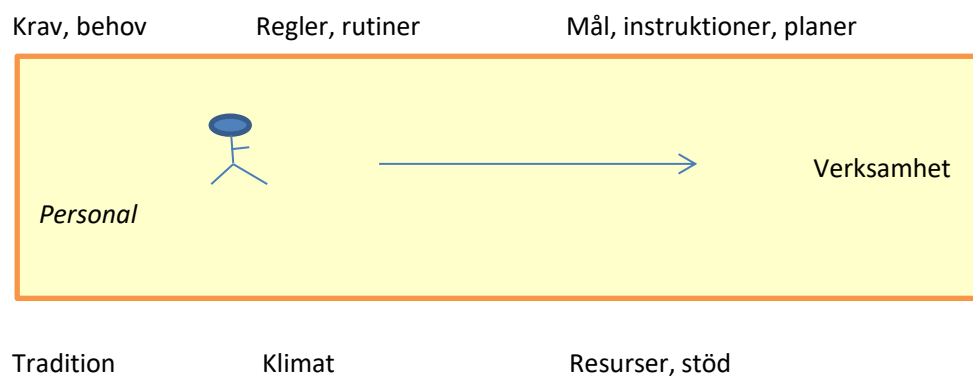 Krav, behov Regler, rutiner Mål, instruktioner, planer
Verksamhet
Personal
Tradition Klimat Resurser, stöd